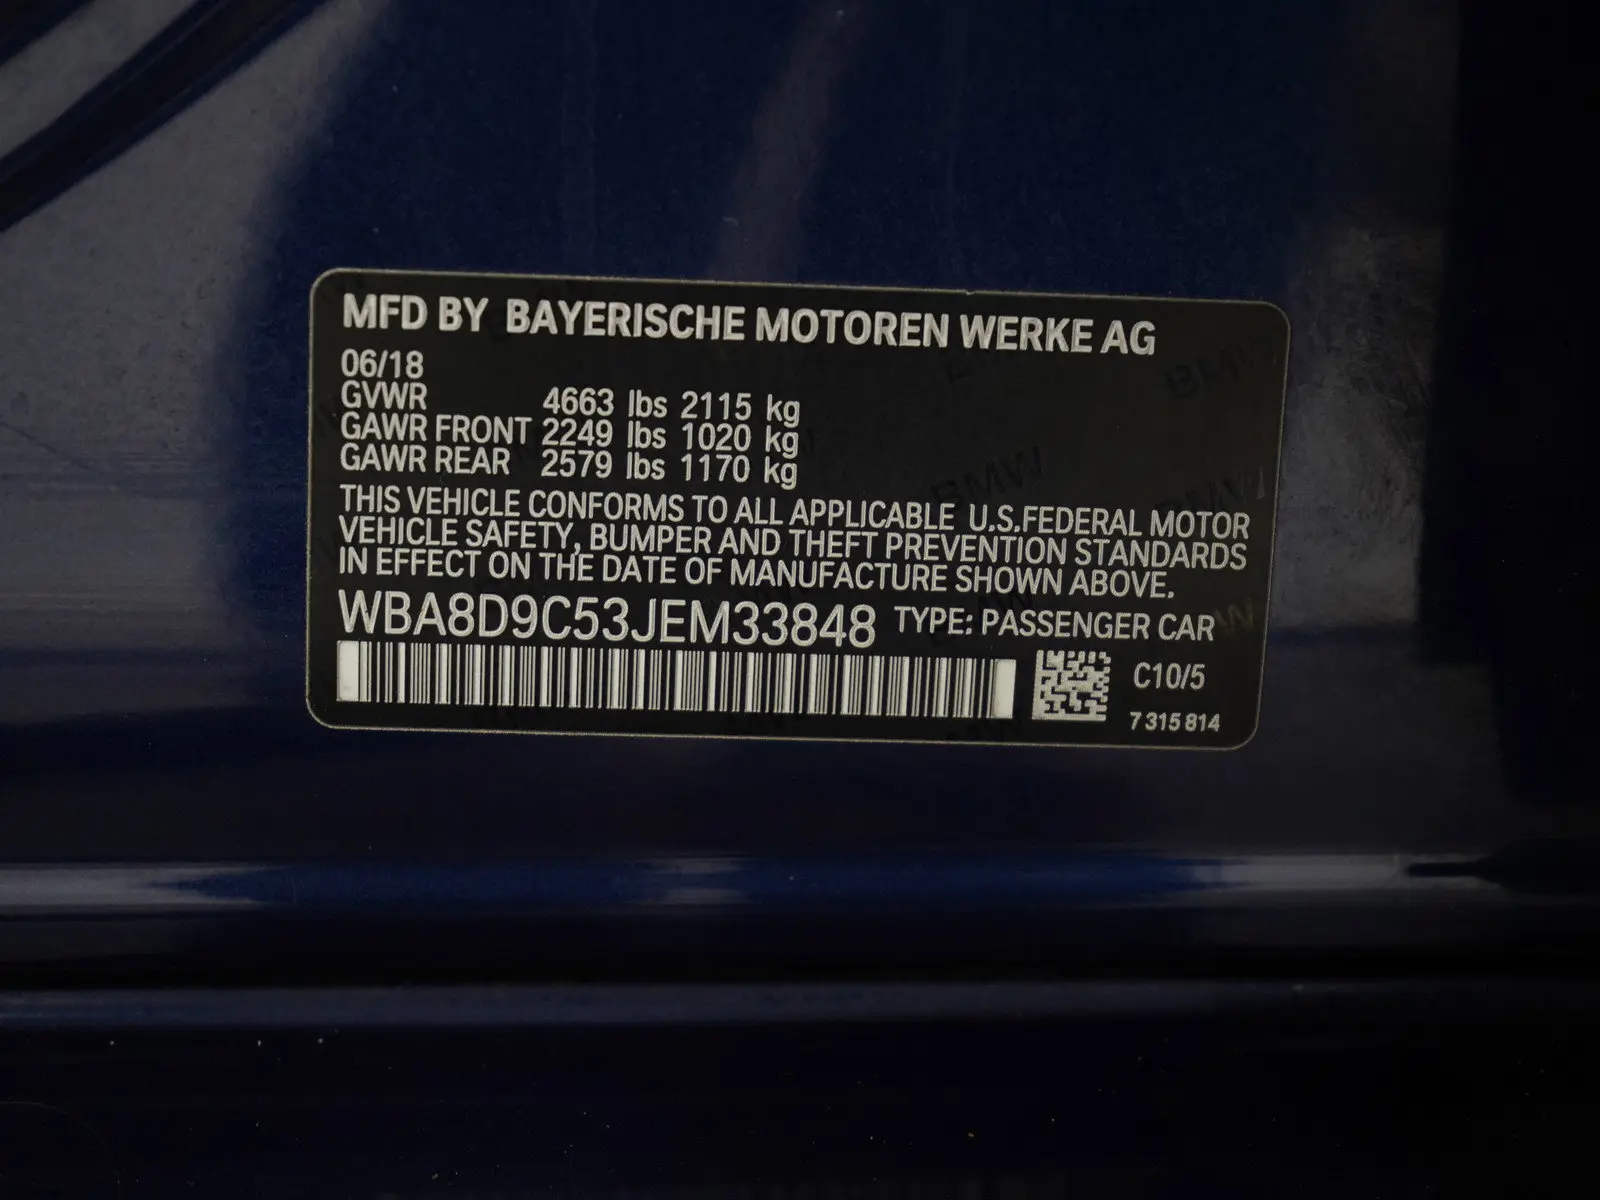 MFD BY BAYERISCHE MOTOREN WERKE AG
06/18
GVWR 4663 lbs 2115 kg
GAWR FRONT 2249 lbs 1020 kg
GAWR REAR 2579 lbs 1170 kg
THIS VEHICLE CONFORMS TO ALL APPLICABLE U.S.FEDERAL MOTOR
VEHICLE SAFETY, BUMPER AND THEFT PREVENTION STANDARDS
IN EFFECT ON THE DATE OF MANUFACTURE SHOWN ABOVE.
WBA8D9C53JEM33848 TYPE: PASSENGER CAR
C10/5
7 315 814